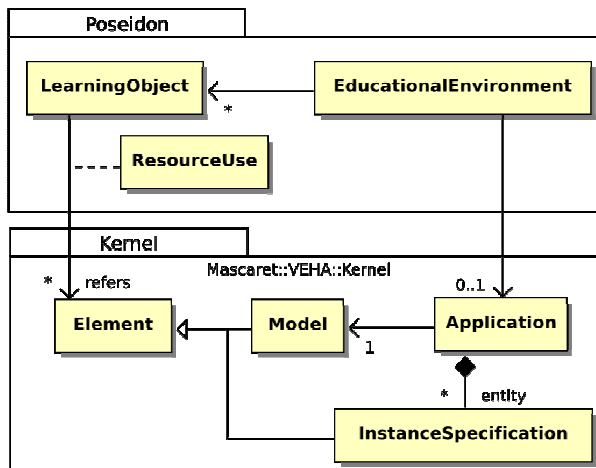 Poseidon
LearningObject
EducationalEnvironment
*
ResourceUse
Kernel
Mascaret::VEHA::Kernel
* refers
0..1
Element
Model
Application
1
* entity
InstanceSpecification